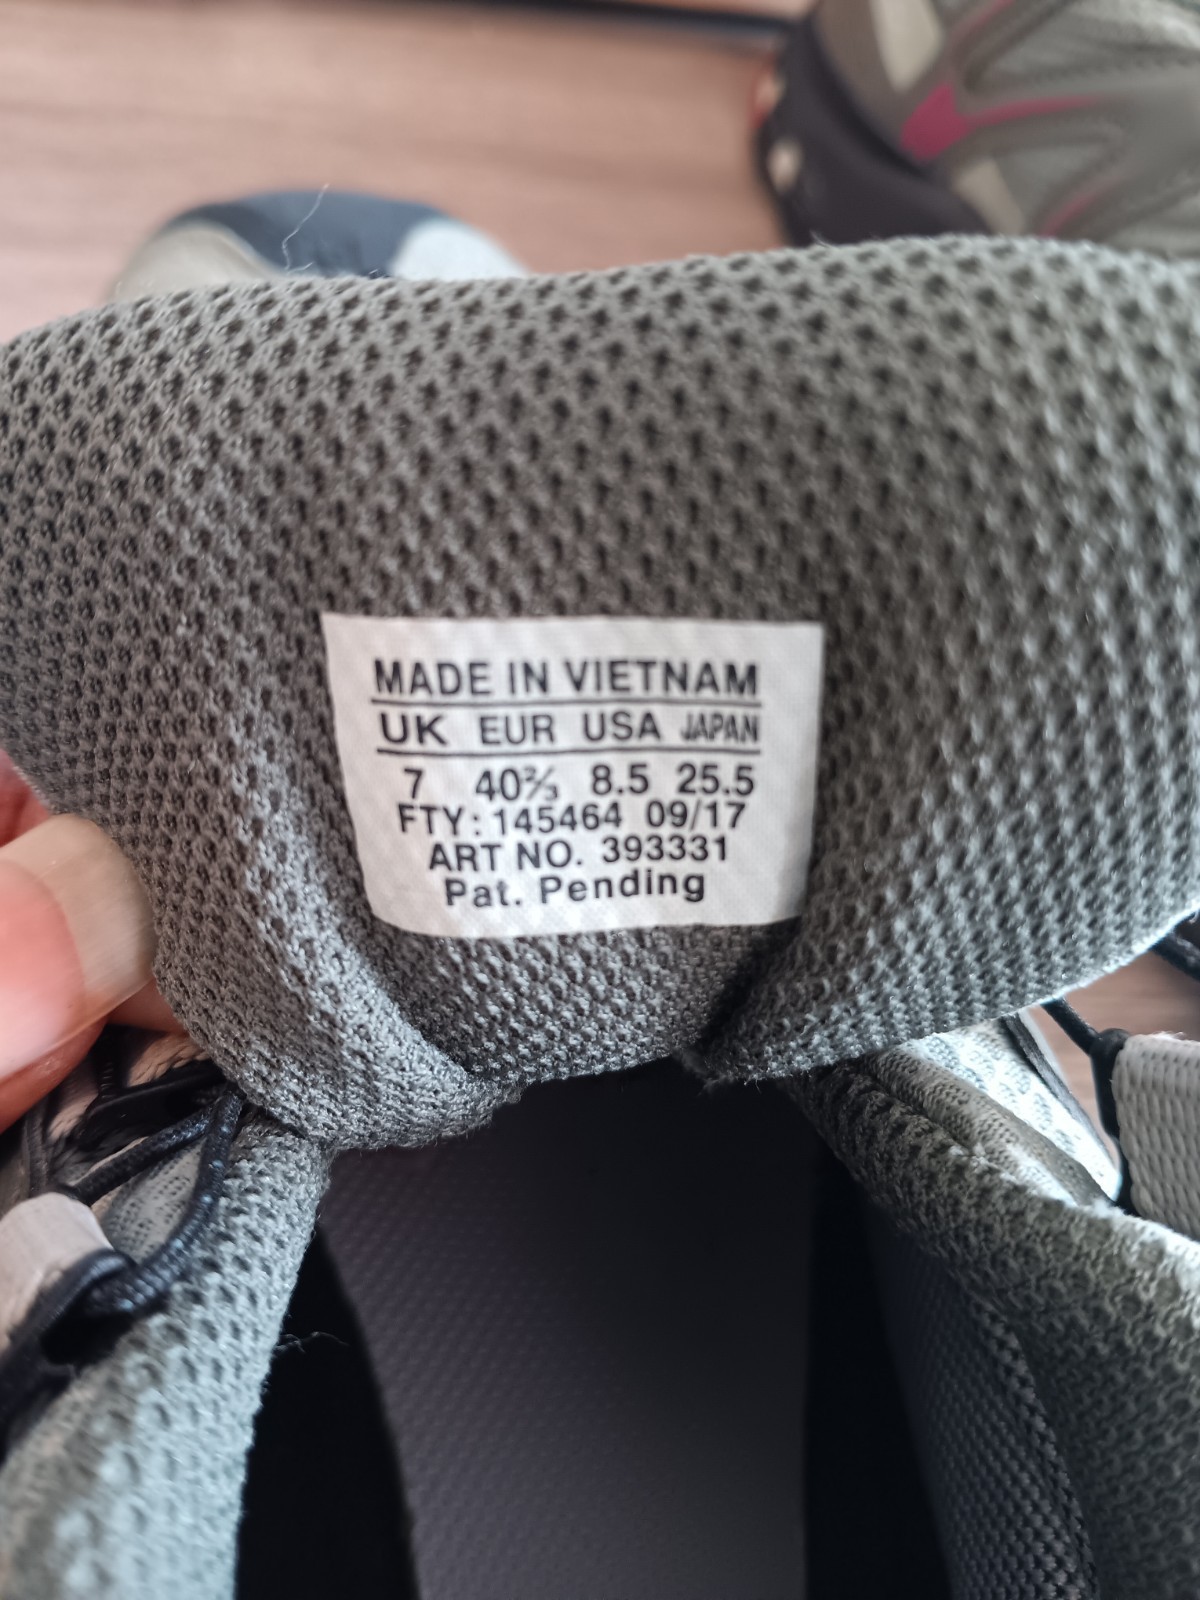 MADE IN VIETNAM
UK EUR USA JAPAN
7 40⅔ 8.5 25.5
FTY: 145464 09/17
ART NO. 393331
Pat. Pending